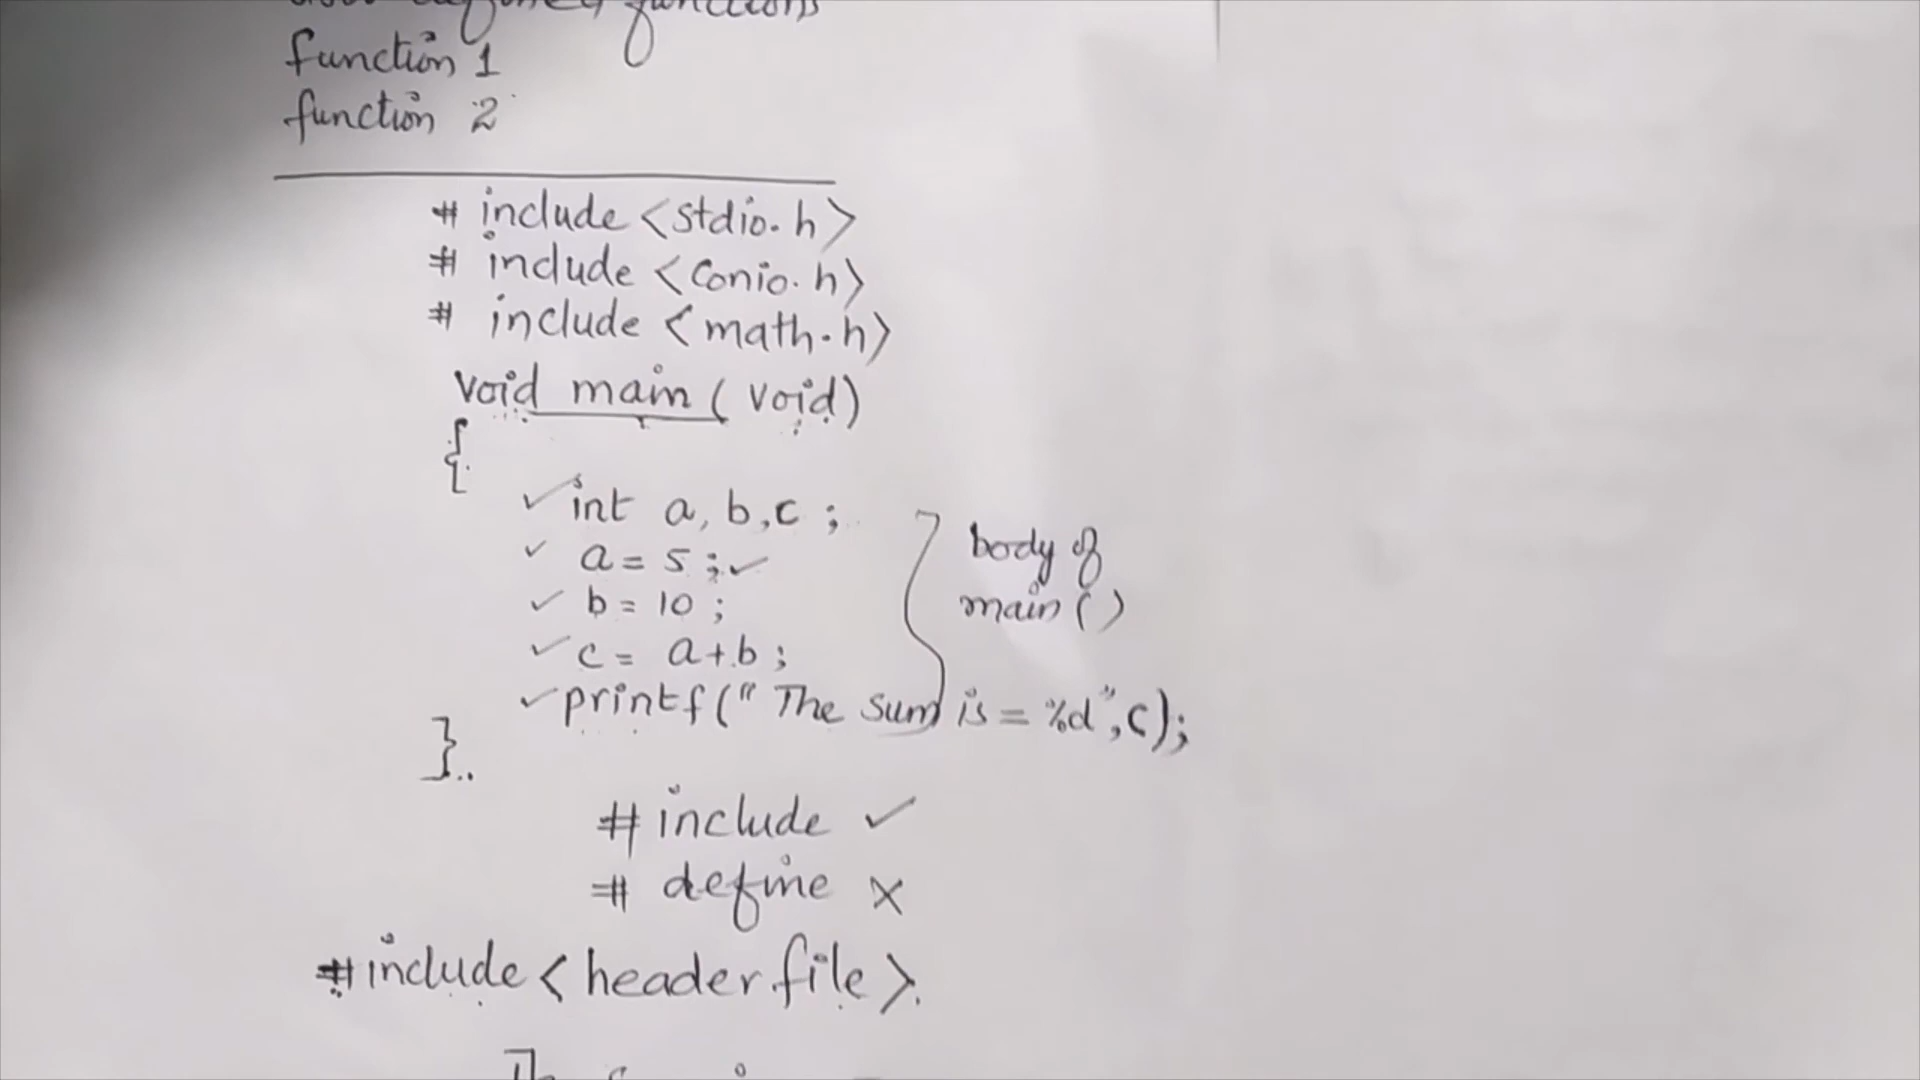 functions
function 1
function 2
# include <stdio.h>
# include <conio.h>
# include <math.h>
void main (void)
{
✓ int a, b, c ;
✓ a = 5 ; ✓
✓ b = 10 ;
✓ c = a+b ;
✓ printf(" The sum is = %d", c);
body of
main ( )
}
# include ✓
# define ×
#include < header file >.